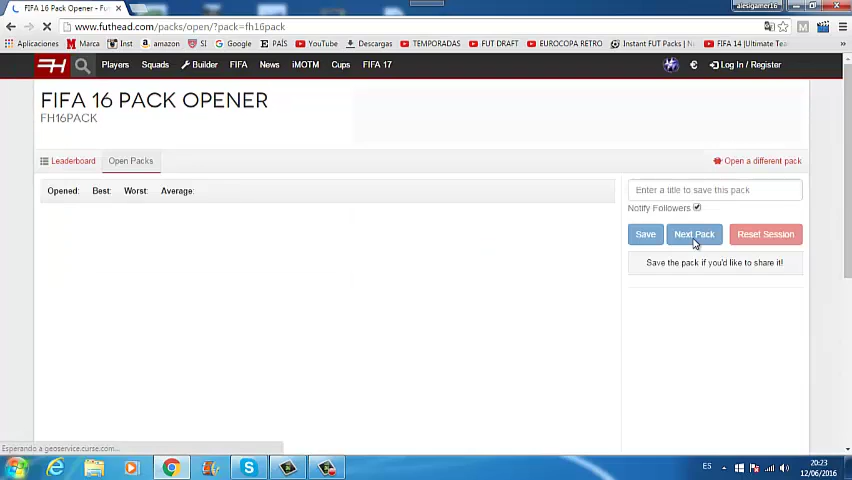 FIFA 16 Pack Opener - Fu
alesigamer16
www.futhead.com/packs/open/?pack=fh16pack
Aplicaciones Marca Inst amazon SI Google EL PAÍS YouTube Descargas TEMPORADAS FUT DRAFT EUROCOPA RETRO Instant FUT Packs | N FIFA 14 |Ultimate Tea
FH Players Squads Builder FIFA News iMOTM Cups FIFA 17 € Log In / Register
FIFA 16 PACK OPENER
FH16PACK
Leaderboard Open Packs Open a different pack
Opened: Best: Worst: Average:
Enter a title to save this pack
Notify Followers
Save Next Pack Reset Session
Save the pack if you'd like to share it!
Esperando a geoservice.curse.com...
ES
20:23
12/06/2016